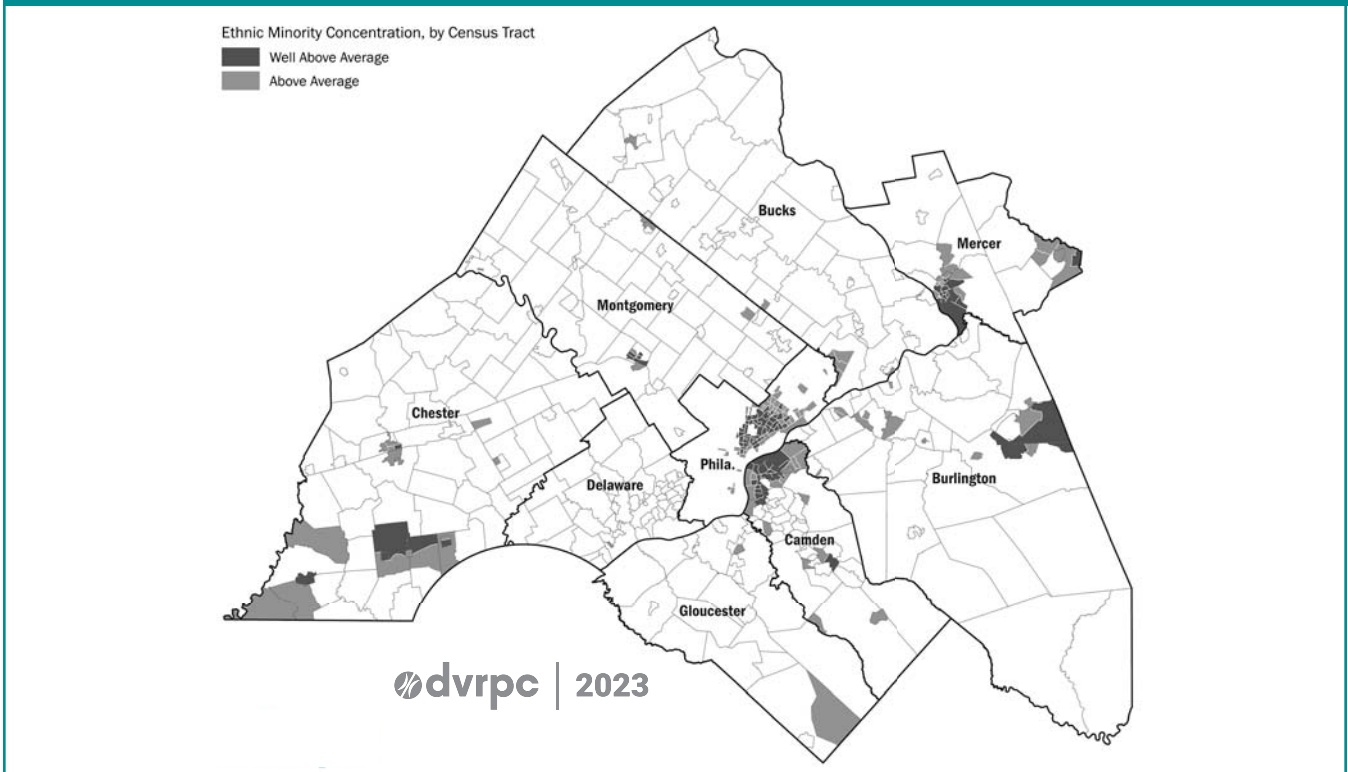 Ethnic Minority Concentration, by Census Tract
Well Above Average
Above Average
Bucks
Mercer
Montgomery
Chester
Phila.
Delaware
Burlington
Camden
Gloucester
dvrpc | 2023